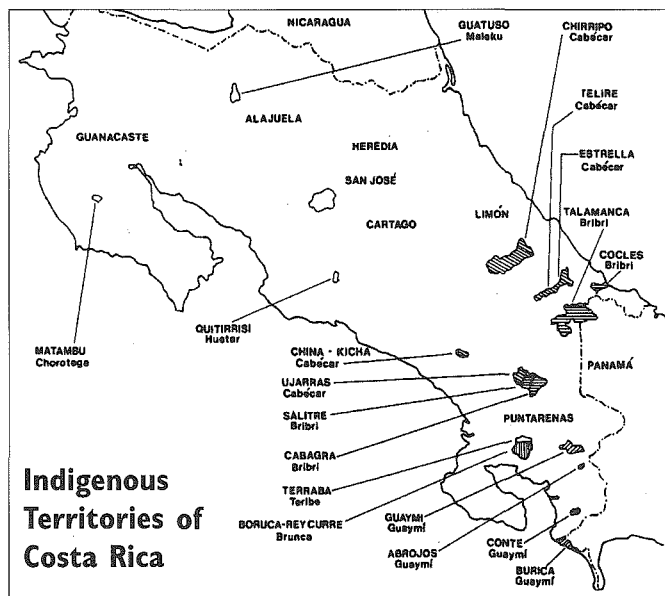 NICARAGUA
GUATUSO
Maleku
CHIRRIPO
Cabécar
TELIRE
Cabécar
ALAJUELA
GUANACASTE
HEREDIA
ESTRELLA
Cabécar
SAN JOSÉ
LIMÓN
TALAMANCA
Bribri
CARTAGO
COCLES
Bribri
QUITIRRISI
Huetar
MATAMBU
Chorotega
CHINA - KICHA
Cabécar
PANAMÁ
UJARRAS
Cabécar
SALITRE
Bribri
PUNTARENAS
CABAGRA
Bribri
TERRABA
Teribe
BORUCA-REYCURRE
Brunca
GUAYMI
Guaymí
ABROJOS
Guaymí
CONTE
Guaymí
BURICA
Guaymí
Indigenous
Territories of
Costa Rica